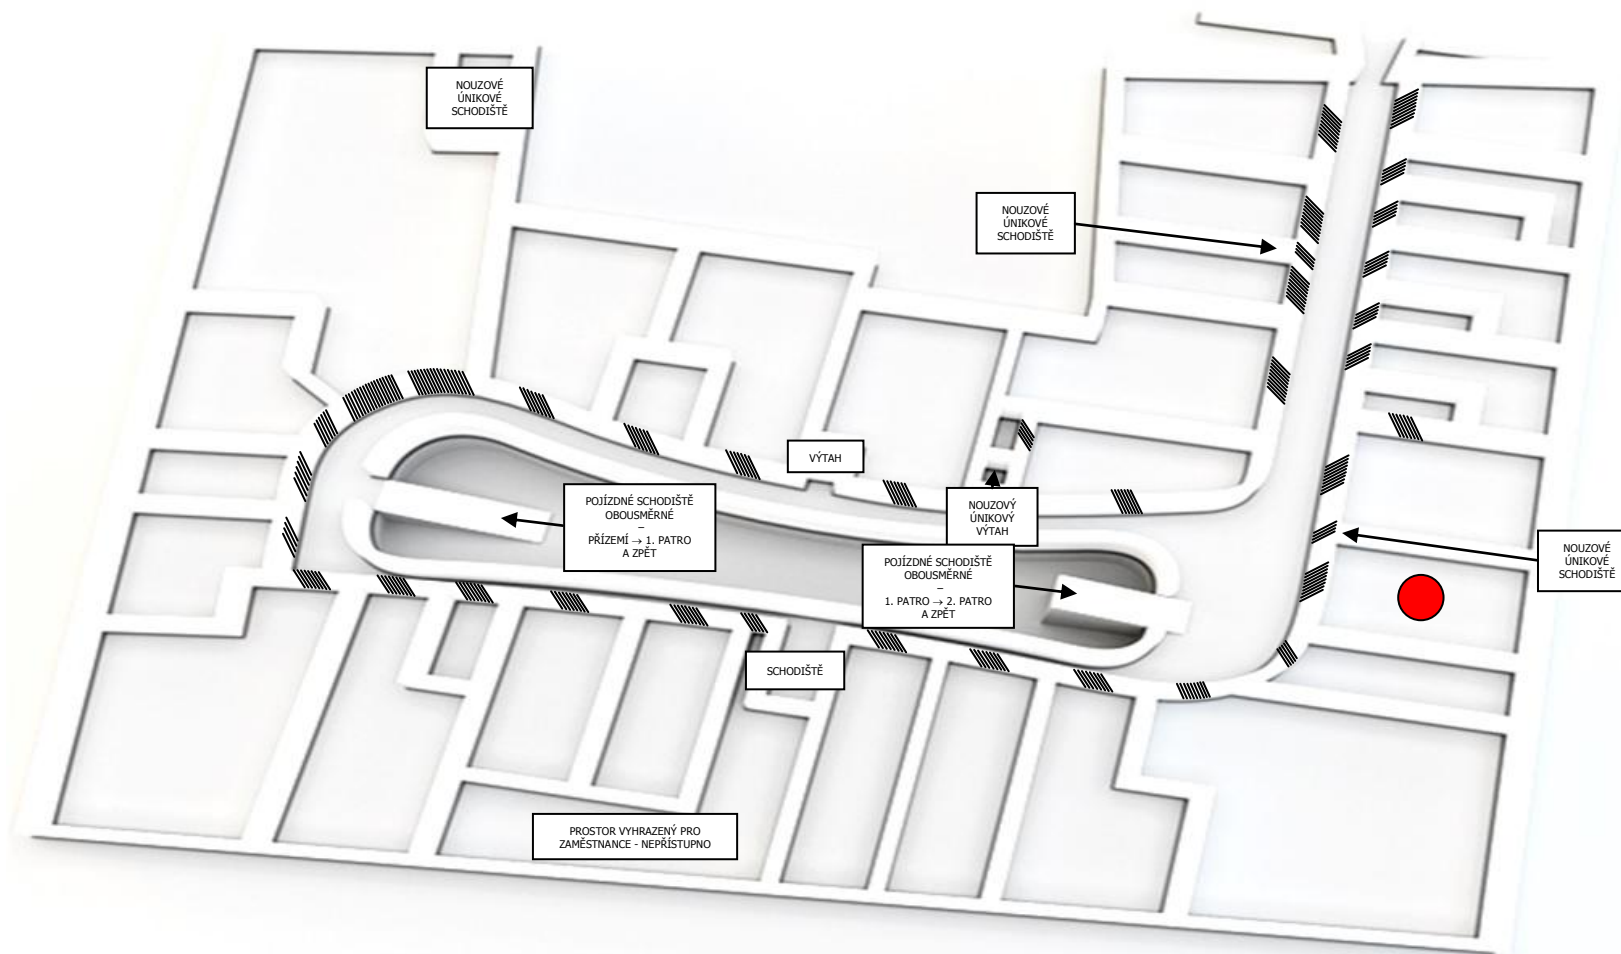 NOUZOVÉ
ÚNIKOVÉ
SCHODIŠTĚ
NOUZOVÉ
ÚNIKOVÉ
SCHODIŠTĚ
VÝTAH
POJÍZDNÉ SCHODIŠTĚ
OBOUSMĚRNÉ
–
PŘÍZEMÍ → 1. PATRO
A ZPĚT
NOUZOVÝ
ÚNIKOVÝ
VÝTAH
POJÍZDNÉ SCHODIŠTĚ
OBOUSMĚRNÉ
–
1. PATRO → 2. PATRO
A ZPĚT
NOUZOVÉ
ÚNIKOVÉ
SCHODIŠTĚ
SCHODIŠTĚ
PROSTOR VYHRAZENÝ PRO
ZAMĚSTNANCE - NEPŘÍSTUPNO